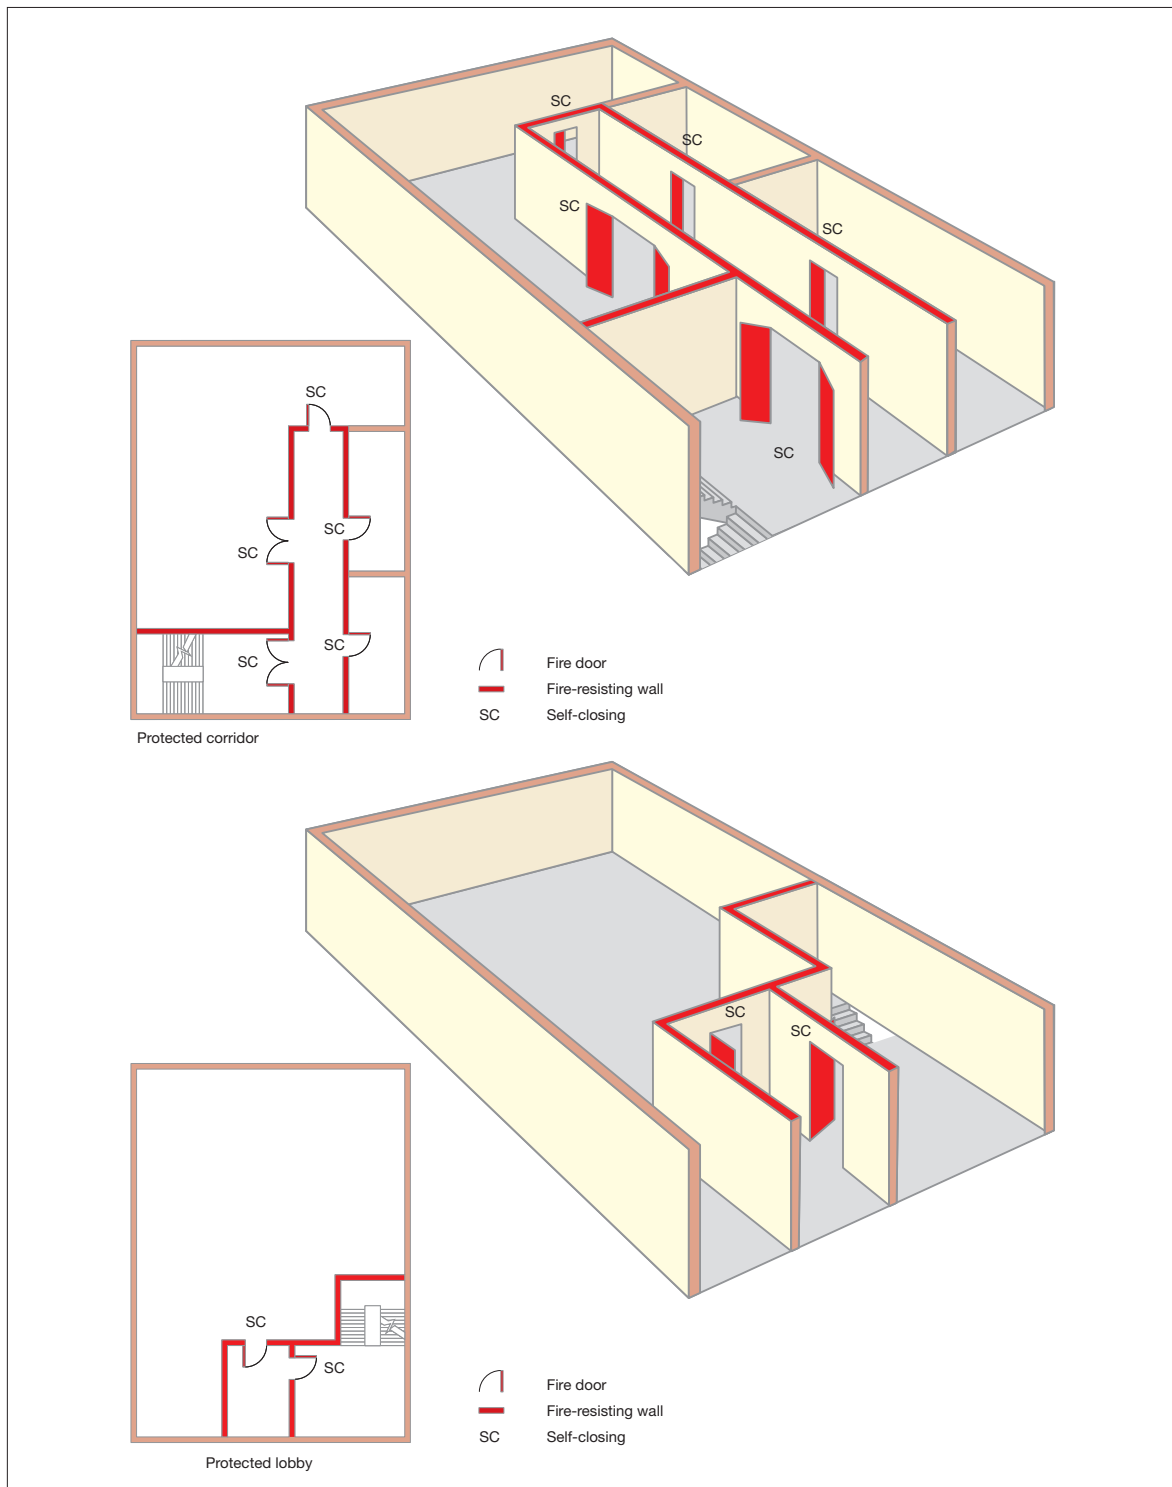 SC
SC
SC
SC
SC
SC
SC
SC
SC
SC
Fire door
Fire-resisting wall
SC Self-closing
Protected corridor
SC
SC
SC
SC
Fire door
Fire-resisting wall
SC Self-closing
Protected lobby